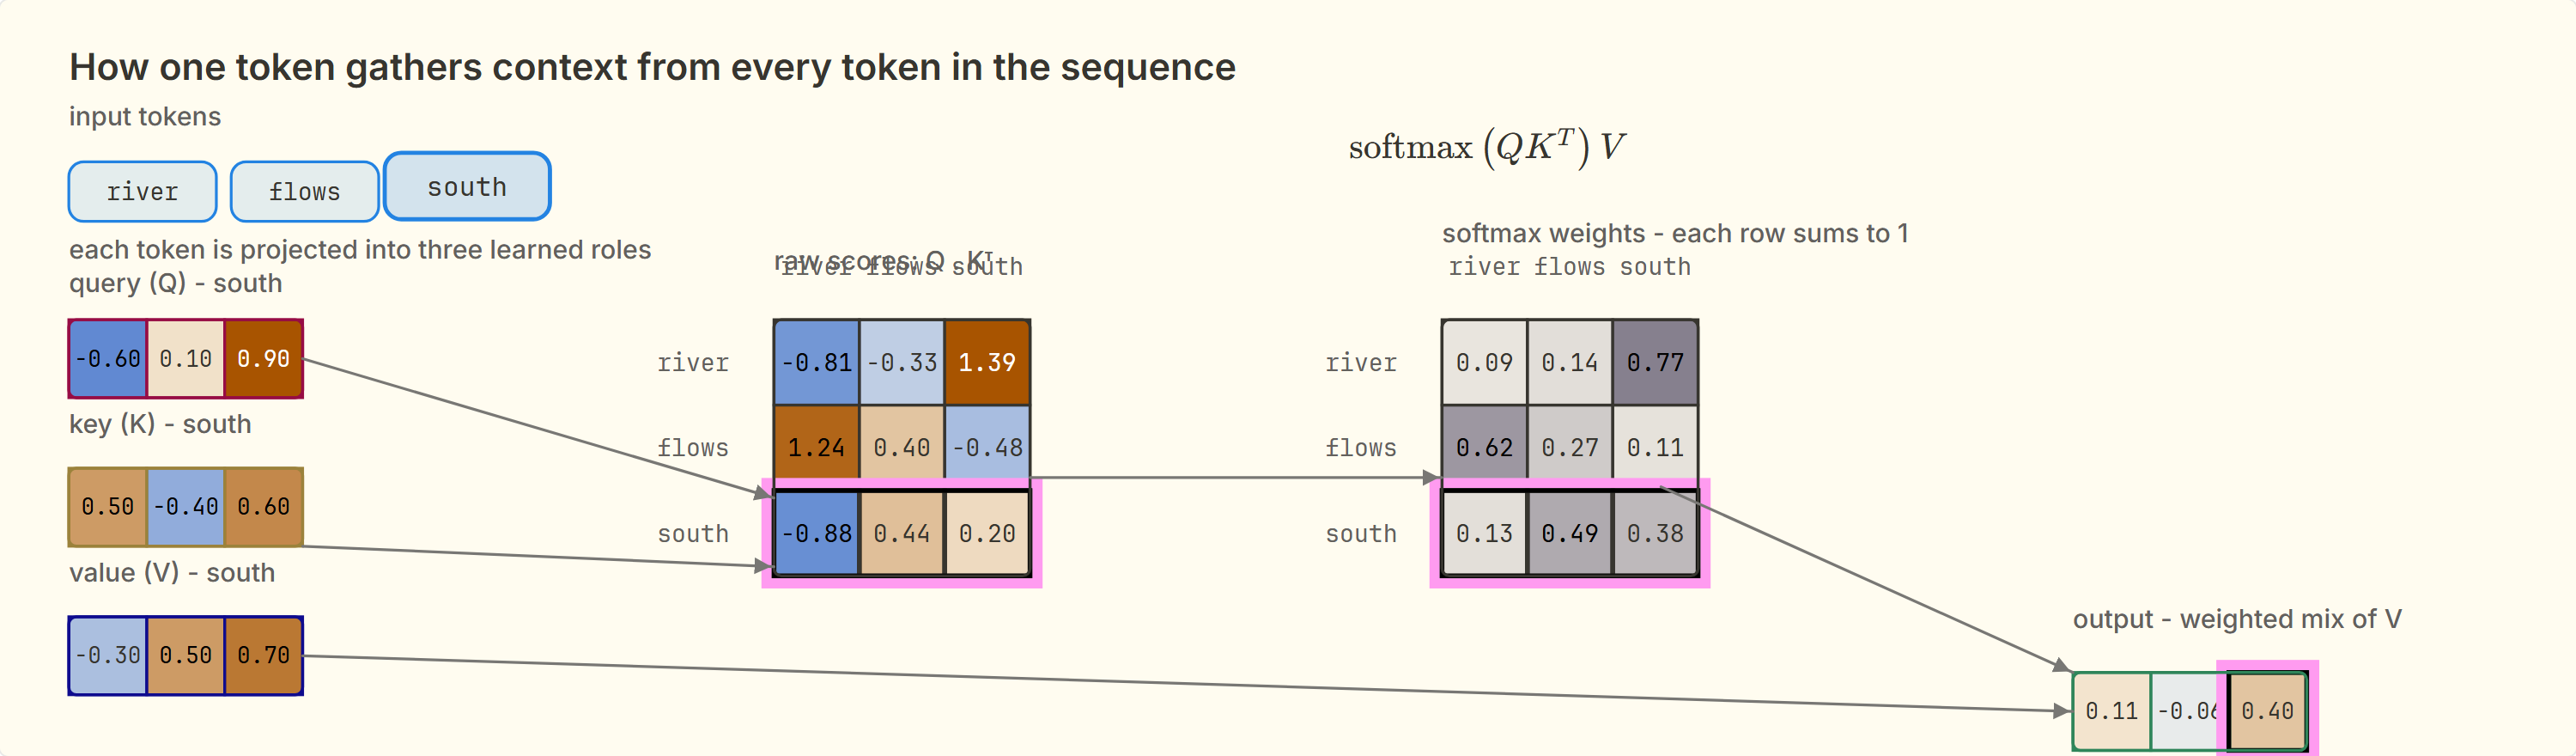 How one token gathers context from every token in the sequence
input tokens
softmax (QK^T) V
river flows south
each token is projected into three learned roles
query (Q) - south
raw scores: Q · Kᵀ
river flows south
softmax weights - each row sums to 1
river flows south
-0.60 0.10 0.90
river -0.81 -0.33 1.39
river 0.09 0.14 0.77
key (K) - south
flows 1.24 0.40 -0.48
flows 0.62 0.27 0.11
0.50 -0.40 0.60
south -0.88 0.44 0.20
south 0.13 0.49 0.38
value (V) - south
-0.30 0.50 0.70
output - weighted mix of V
0.11 -0.06 0.40